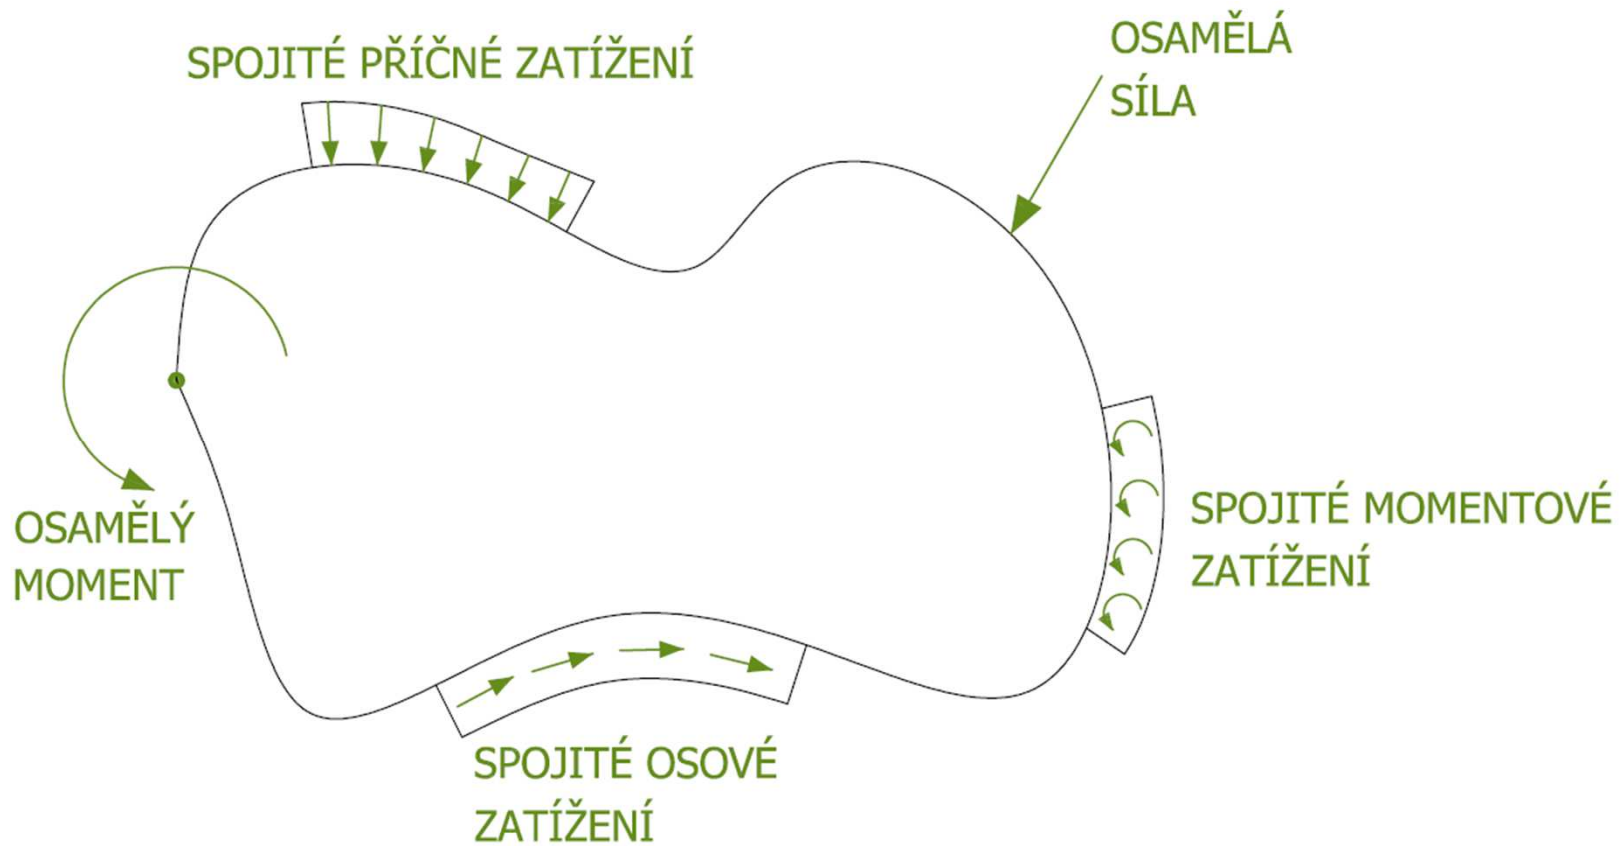 SPOJITÉ PŘÍČNÉ ZATÍŽENÍ
OSAMĚLÁ
SÍLA
OSAMĚLÝ
MOMENT
SPOJITÉ MOMENTOVÉ
ZATÍŽENÍ
SPOJITÉ OSOVÉ
ZATÍŽENÍ